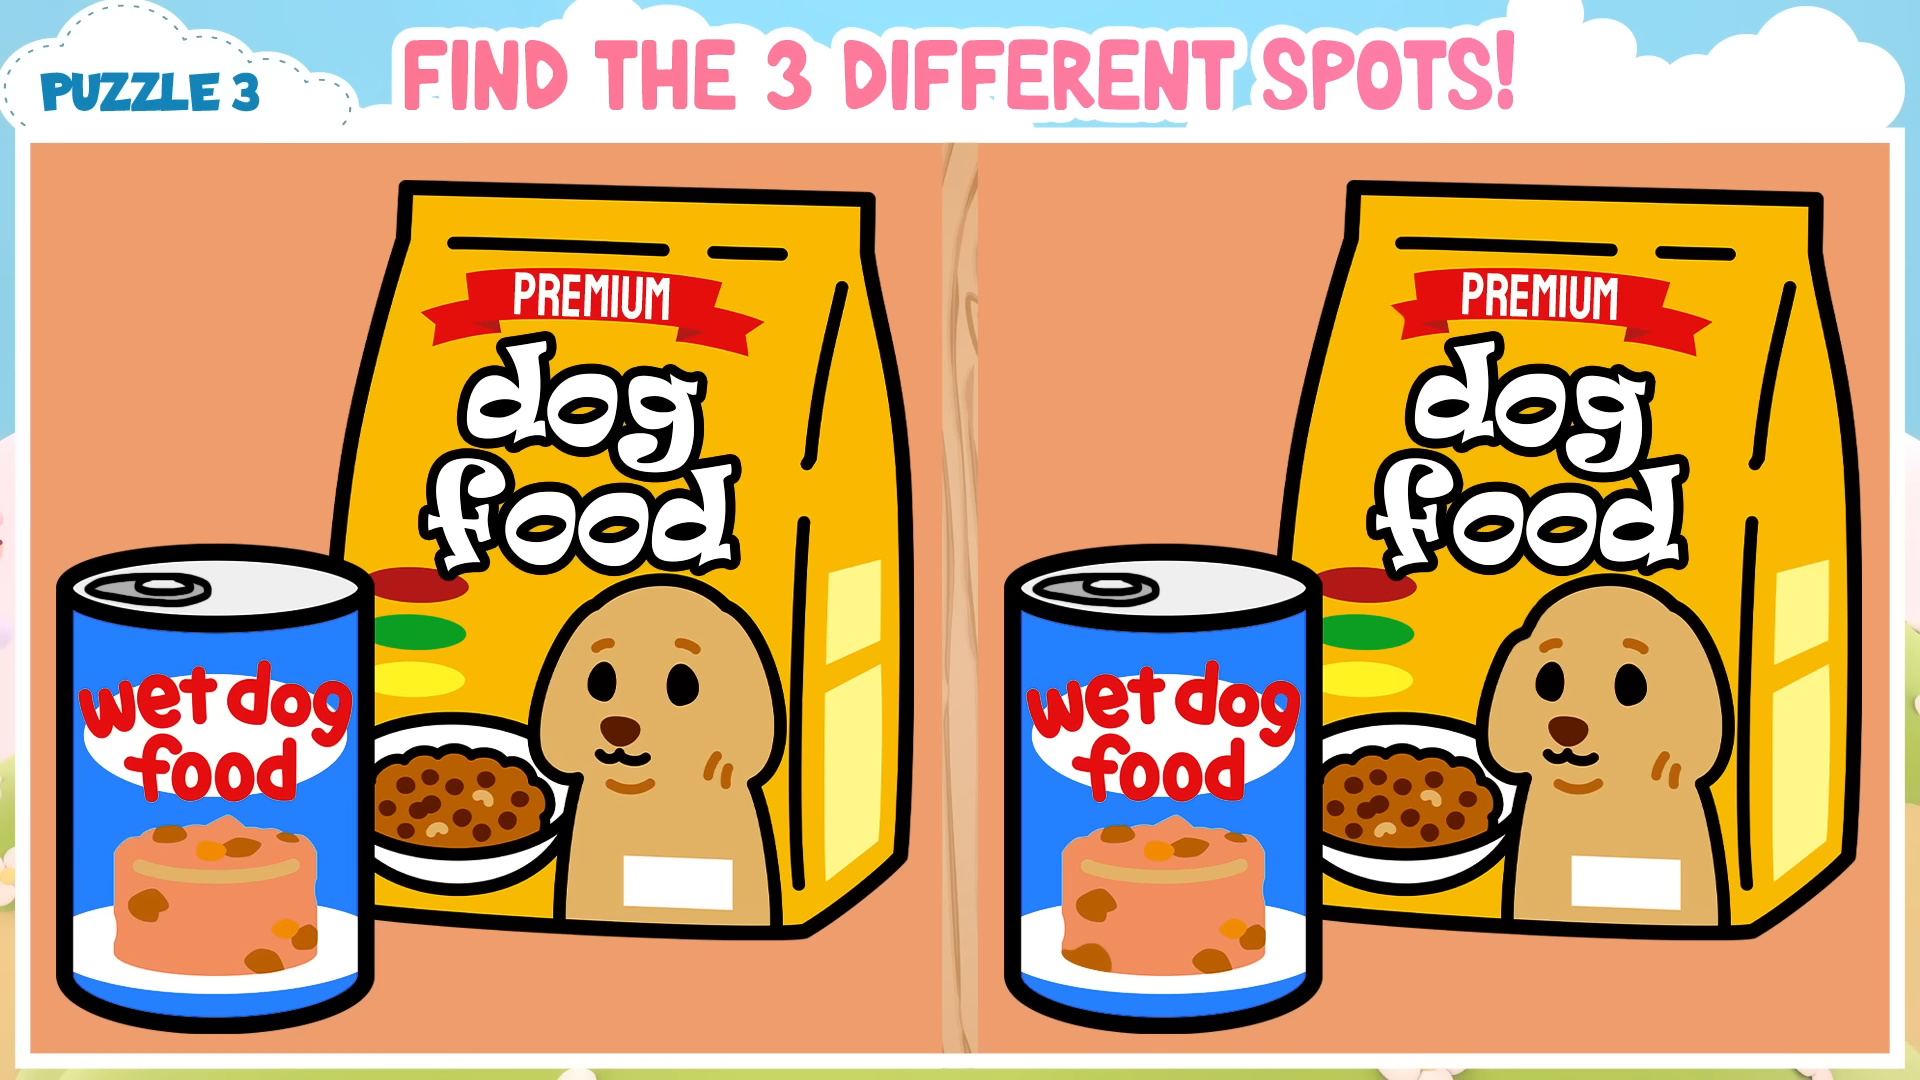 PUZZLE 3
FIND THE 3 DIFFERENT SPOTS!
PREMIUM
dog
food
wet dog
food
PREMIUM
dog
food
wet dog
food